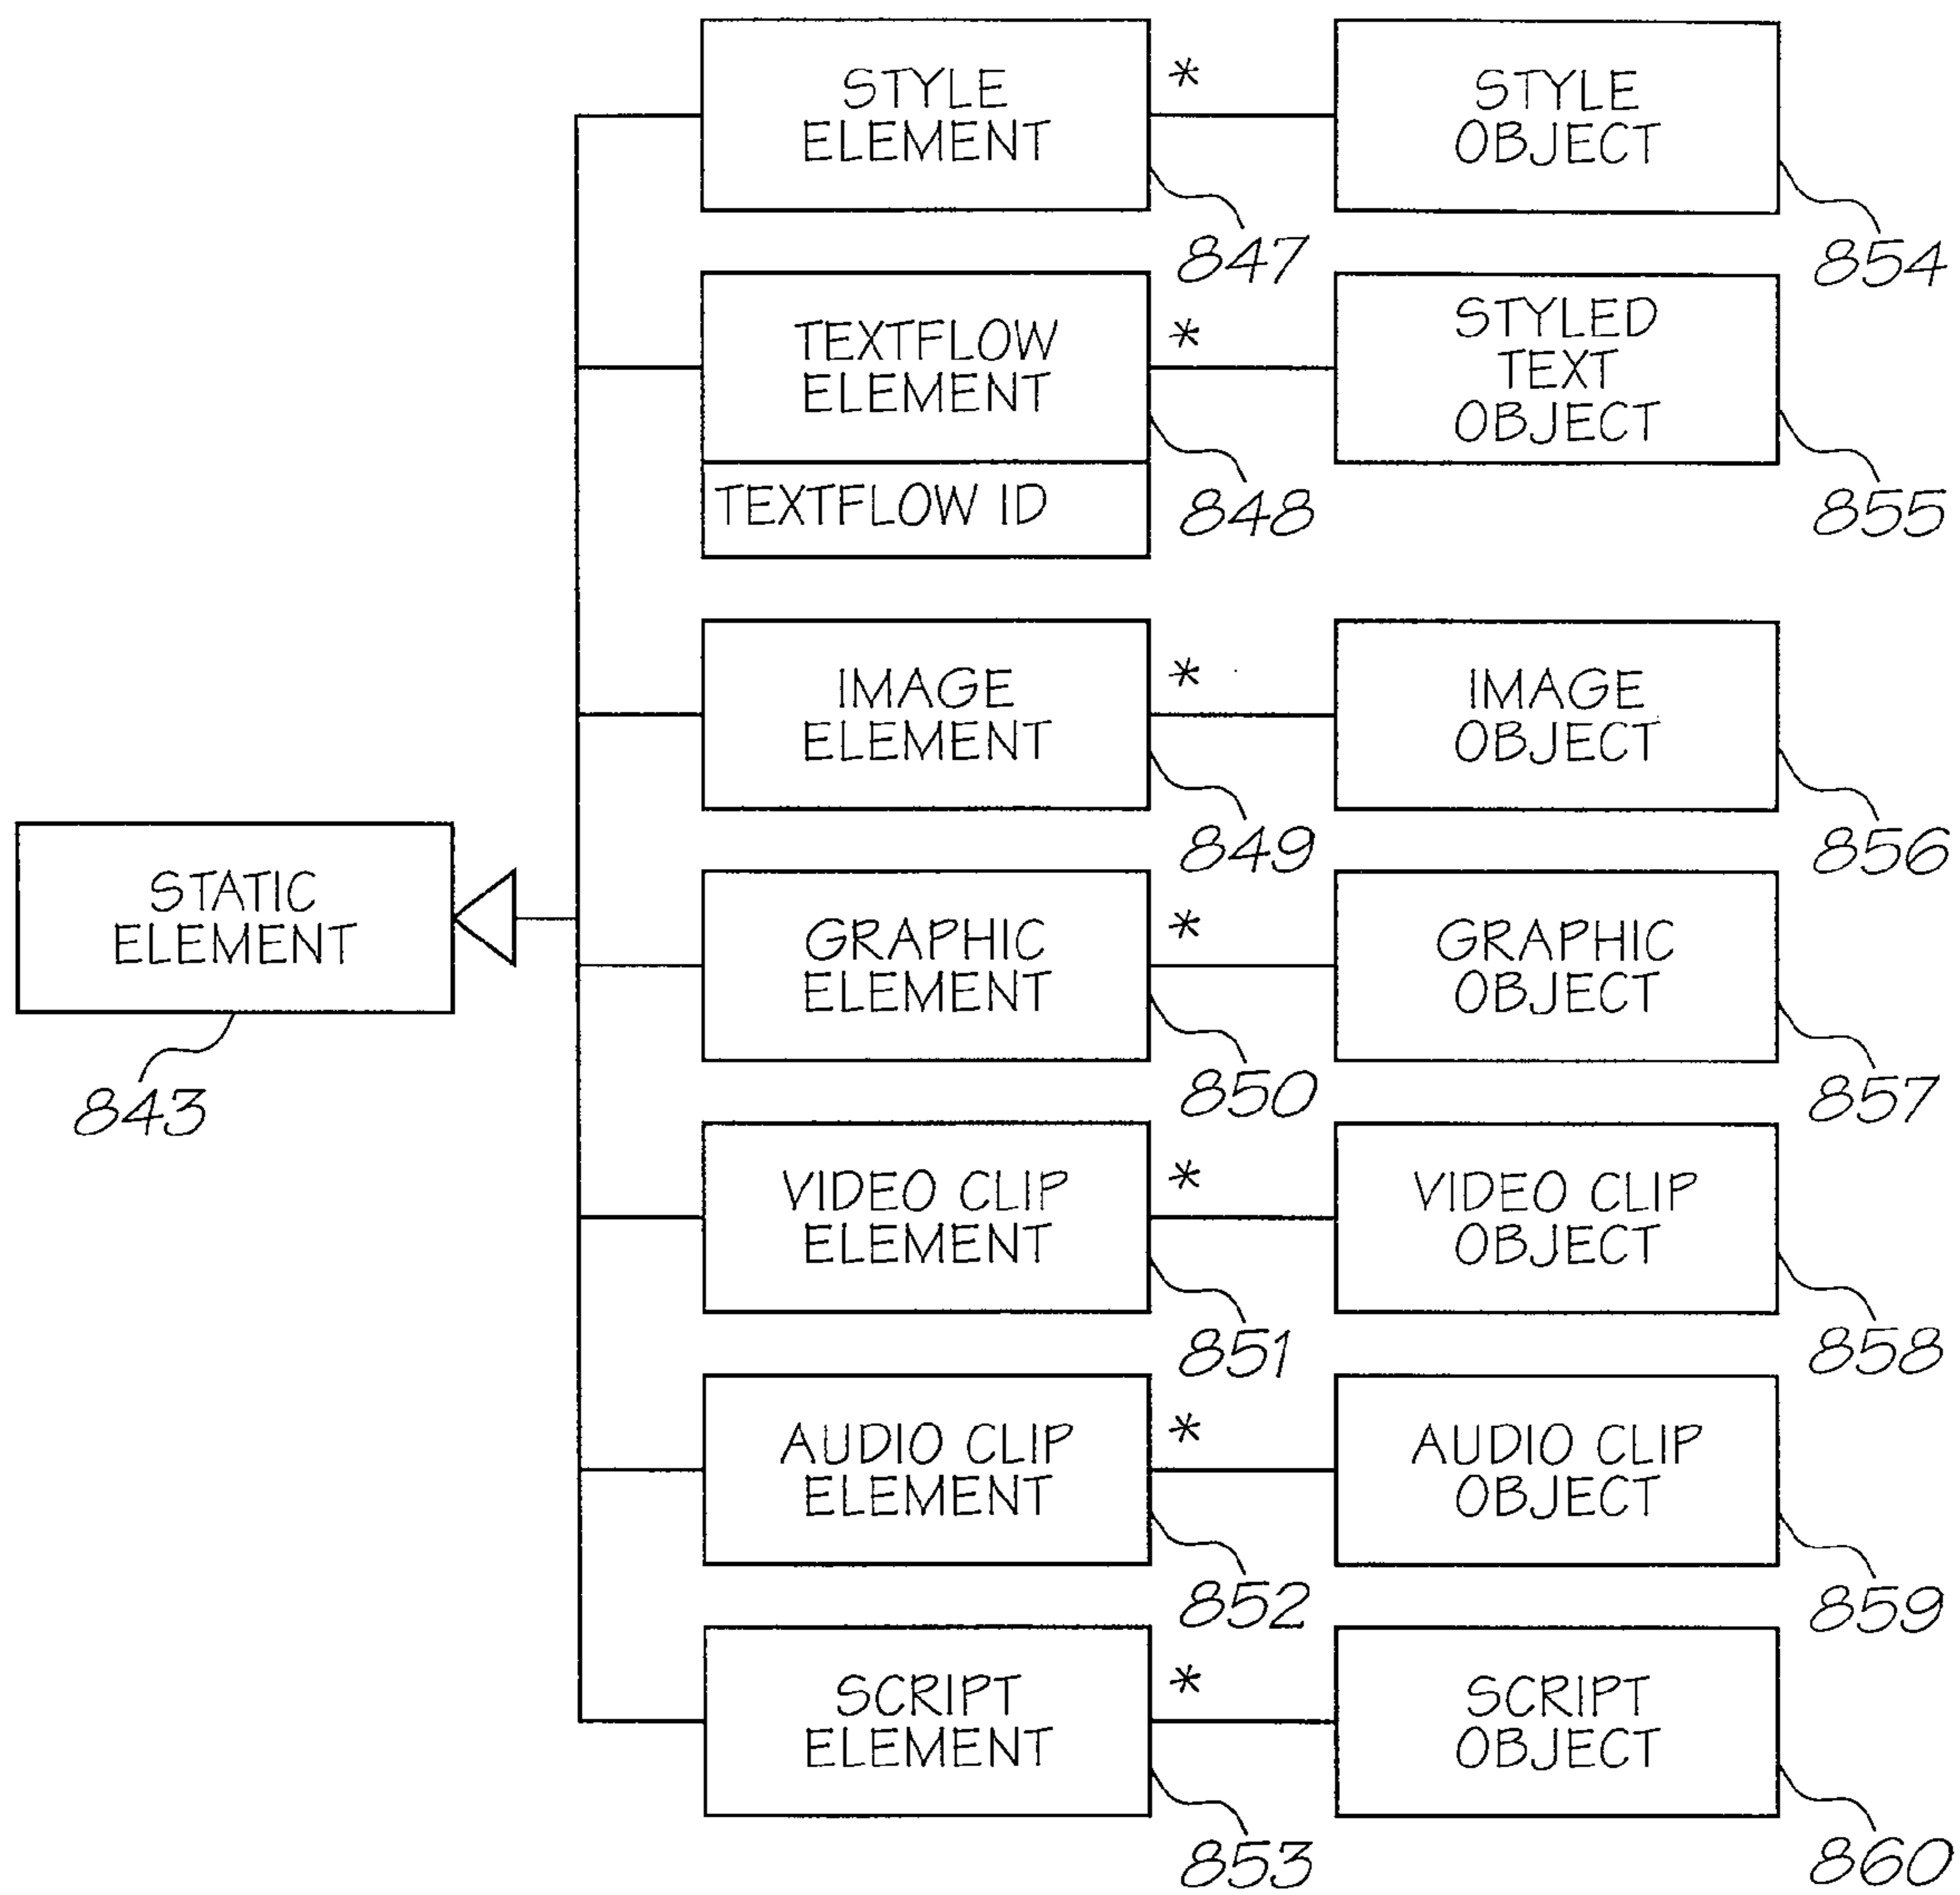 STYLE
ELEMENT
*
STYLE
OBJECT
847
854
TEXTFLOW
ELEMENT
*
STYLED
TEXT
OBJECT
TEXTFLOW ID
848
855
IMAGE
ELEMENT
*
IMAGE
OBJECT
849
856
STATIC
ELEMENT
843
GRAPHIC
ELEMENT
*
GRAPHIC
OBJECT
850
857
VIDEO CLIP
ELEMENT
*
VIDEO CLIP
OBJECT
851
858
AUDIO CLIP
ELEMENT
*
AUDIO CLIP
OBJECT
852
859
SCRIPT
ELEMENT
*
SCRIPT
OBJECT
853
860